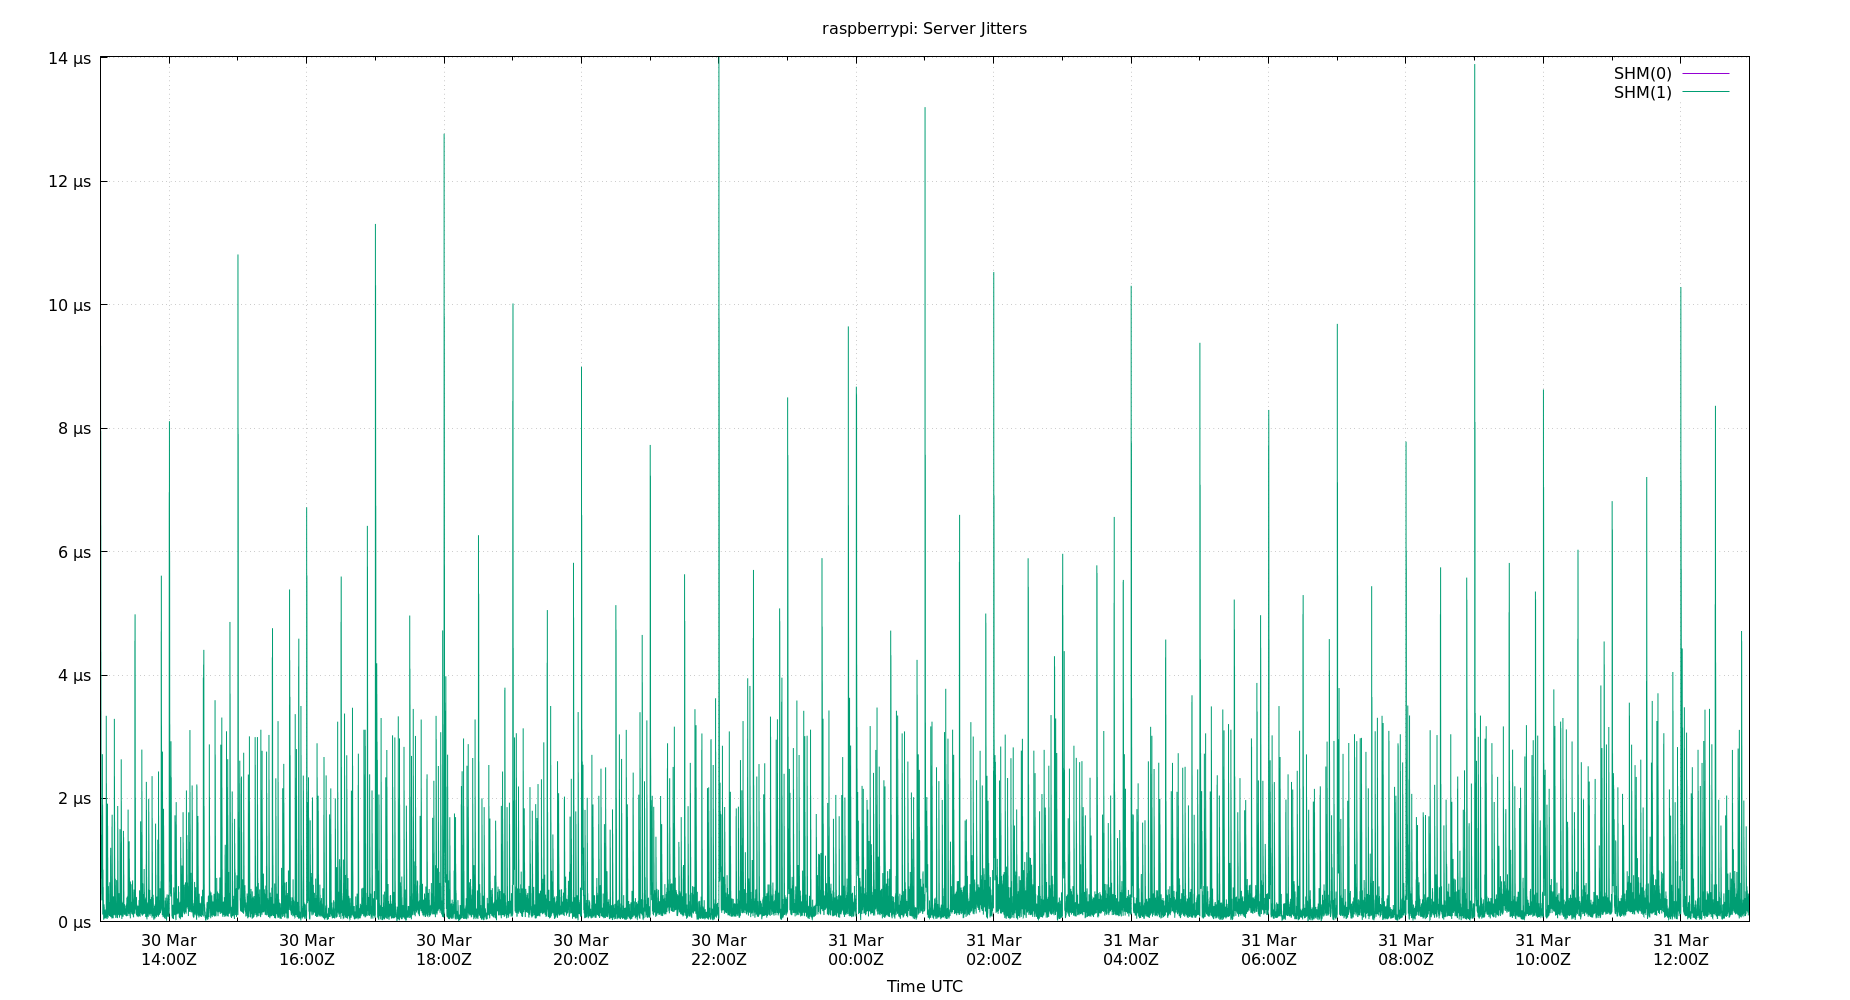 raspberrypi: Server Jitters
SHM(0)
SHM(1)
14 µs
12 µs
10 µs
8 µs
6 µs
4 µs
2 µs
0 µs
30 Mar 30 Mar 30 Mar 30 Mar 30 Mar 31 Mar 31 Mar 31 Mar 31 Mar 31 Mar 31 Mar 31 Mar
14:00Z 16:00Z 18:00Z 20:00Z 22:00Z 00:00Z 02:00Z 04:00Z 06:00Z 08:00Z 10:00Z 12:00Z
Time UTC